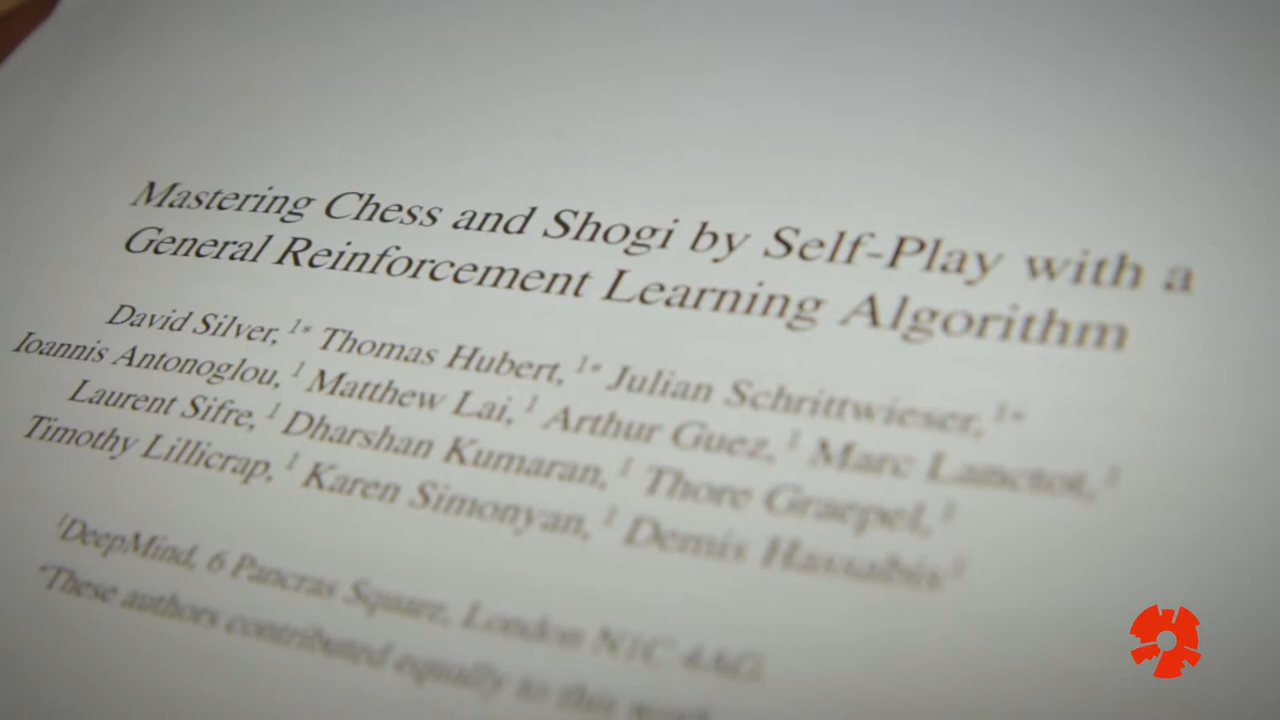 Mastering Chess and Shogi by Self-Play with a
General Reinforcement Learning Algorithm
David Silver,¹* Thomas Hubert,¹* Julian Schrittwieser,¹*
Ioannis Antonoglou,¹ Matthew Lai,¹ Arthur Guez,¹ Marc Lanctot,¹
Laurent Sifre,¹ Dharshan Kumaran,¹ Thore Graepel,¹
Timothy Lillicrap,¹ Karen Simonyan,¹ Demis Hassabis¹
¹DeepMind, 6 Pancras Square, London N1C 4AG.
*These authors contributed equally to this work.